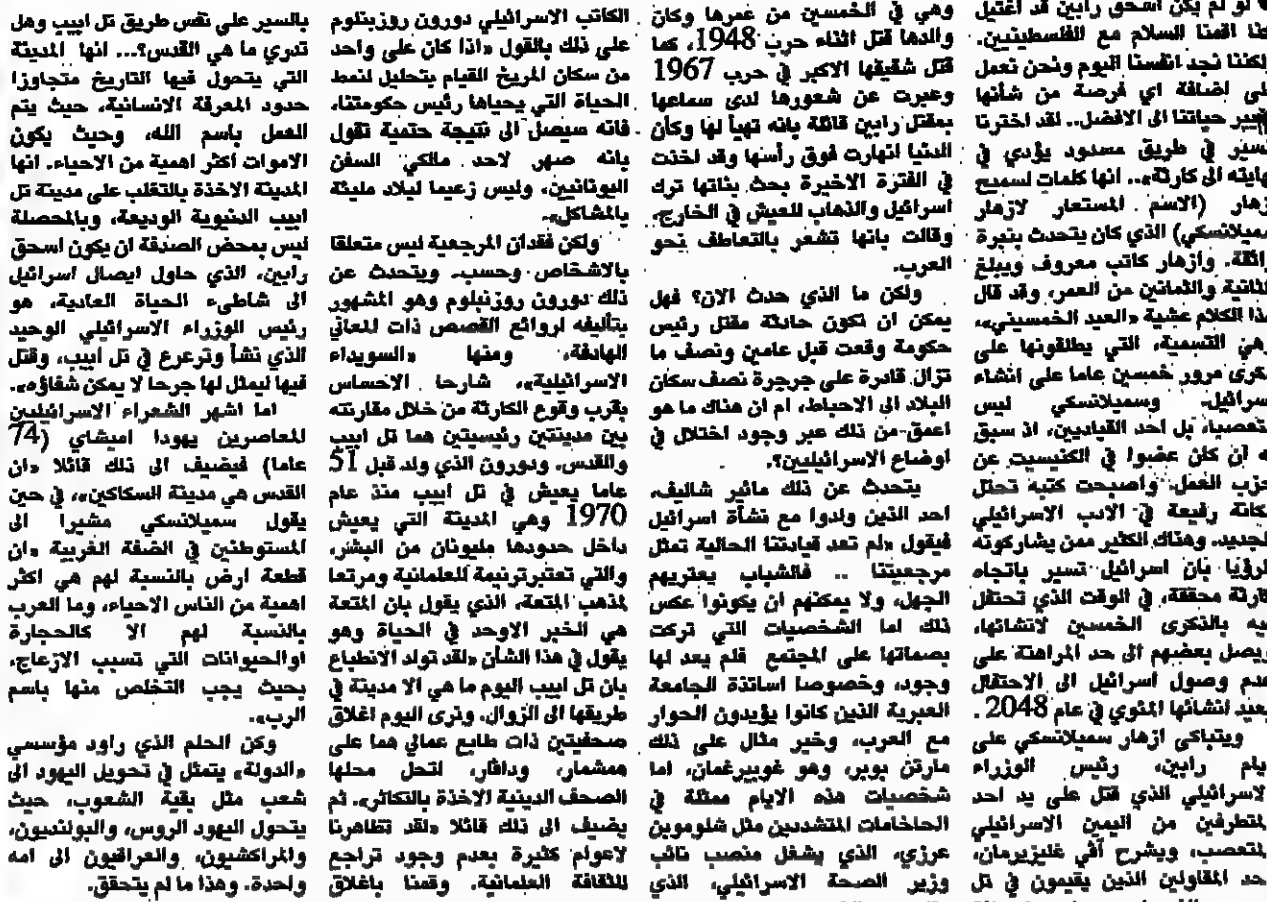 لو لم يكن اسحق رابين قد اغتيل
اقمنا السلام مع الفلسطينيين.
ولكننا نجد انفسنا اليوم ونحن نعمل
اضافة اي فرصة من شأنها
تغيير حياتنا الى الافضل.. لقد اخترنا
نسير في طريق مسدود يؤدي في
نهايته الى كارثة».. انها كلمات لسميح
ازهار (الاسم المستعار لازهار
سميلانسكي) الذي كان يتحدث بنبرة
واثقة. وازهار كاتب معروف ويبلغ
الثانية والثمانين من العمر، وقد قال
هذا الكلام عشية «العيد الخمسيني»،
وهي التسمية، التي يطلقونها على
ذكرى مرور خمسين عاما على انشاء
اسرائيل. وسميلانسكي ليس
متعصبا، بل احد القياديين، اذ سبق
له ان كان عضوا في الكنيست عن
حزب العمل. واصبحت كتبه تحتل
مكانة رفيعة في الادب الاسرائيلي
الجديد. وهناك الكثير ممن يشاركونه
الرؤيا بان اسرائيل تسير باتجاه
كارثة محققة، في الوقت الذي تحتفل
فيه بالذكرى الخمسين لانشائها،
ويصل بعضهم الى حد المراهنة على
عدم وصول اسرائيل الى الاحتفال
بعيد انشائها المئوي في عام 2048 .
ويتباكى ازهار سميلانسكي على
ايام رابين، رئيس الوزراء
الاسرائيلي الذي قتل على يد احد
المتطرفين من اليمين الاسرائيلي
المتعصب، ويشرح آفي غليزيرمان،
احد المقاولين الذين يقيمون في تل
وهي في الخمسين من عمرها وكان
والدها قتل اثناء حرب 1948، كما
قتل شقيقها الاكبر في حرب 1967
وعبرت عن شعورها لدى سماعها
بمقتل رابين قائلة بانه تهيأ لها وكأن
الدنيا انهارت فوق رأسها وقد اخذت
في الفترة الاخيرة بحث بناتها ترك
اسرائيل والذهاب للعيش في الخارج،
وقالت بانها تشعر بالتعاطف نحو
العرب.
ولكن ما الذي حدث الان؟ فهل
يمكن ان تكون حادثة مقتل رئيس
حكومة وقعت قبل عامين ونصف ما
تزال قادرة على جرجرة نصف سكان
البلاد الى الاحباط، ام ان هناك ما هو
اعمق-من ذلك عبر وجود اختلال في
اوضاع الاسرائيليين؟.
يتحدث عن ذلك مائير شاليف،
احد الذين ولدوا مع نشأة اسرائيل
فيقول «لم تعد قيادتنا الحالية تمثل
مرجعيتنا .. فالشباب يعتريهم
الجهل، ولا يمكنهم ان يكونوا عكس
ذلك اما الشخصيات التي تركت
بصماتها على المجتمع فلم يعد لها
وجود، وخصوصا اساتذة الجامعة
العبرية الذين كانوا يؤيدون الحوار
مع العرب، وخير مثال على ذلك
مارتن بوبر، وهو غوبيرغمان، اما
شخصيات هذه الايام ممثلة في
الحاخامات المتشددين مثل شلوموين
عرزي، الذي يشغل منصب نائب
وزير الصحة الاسرائيلي، الذي
الكاتب الاسرائيلي دورون روزبنلوم
على ذلك بالقول «اذا كان على واحد
من سكان المريخ القيام بتحليل لنمط
الحياة التي يحياها رئيس حكومتنا،
فانه سيصل الى نتيجة حتمية تقول
بانه صهر لاحد مالكي السفن
اليونانيين، وليس زعيما لبلاد مليئة
بالمشاكل».
ولكن فقدان المرجعية ليس متعلقا
بالاشخاص وحسب. ويتحدث عن
ذلك دورون روزنبلوم وهو المشهور
بتأليفه لروائع القصص ذات المعاني
الهادفة، ومنها «السويداء
الاسرائيلية»، شارحا الاحساس
بقرب وقوع الكارثة من خلال مقارنته
بين مدينتين رئيسيتين هما تل ابيب
والقدس. ودورون الذي ولد قبل 51
عاما يعيش في تل ابيب منذ عام
1970 وهي المدينة التي يعيش
داخل حدودها مليونان من البشر،
والتي تعتبرترنيمة للعلمانية ومرتعا
لمذهب المتعة، الذي يقول بان المتعة
هي الخير الاوحد في الحياة وهو
يقول في هذا الشأن «لقد تولد الانطباع
بان تل ابيب اليوم ما هي الا مدينة في
طريقها الى الزوال، ونرى اليوم اغلاق
صحفيتين ذات طابع عمالي هما على
همشمار، ودافار، لتحل محلها
الصحف الدينية الاخذة بالتكاثر». ثم
يضيف الى ذلك قائلا «لقد تظاهرنا
لاعوام كثيرة بعدم وجود تراجع
للثقافة العلمانية. وقمنا باغلاق
بالسير على نفس طريق تل ابيب وهل
تدري ما هي القدس؟... انها المدينة
التي يتحول فيها التاريخ متجاوزا
حدود المعرقة الانسانية، حيث يتم
العمل باسم الله، وحيث يكون
الاموات اكثر اهمية من الاحياء. انها
المدينة الاخذة بالتغلب على مدينة تل
ابيب الدنيوية الوديعة، وبالمحصلة
ليس بمحض الصدفة ان يكون اسحق
رابين، الذي حاول ايصال اسرائيل
الى شاطىء الحياة العادية، هو
رئيس الوزراء الاسرائيلي الوحيد
الذي نشأ وترعرع في تل ابيب، وقتل
فيها ليمثل لها جرحا لا يمكن شفاؤه».
اما اشهر الشعراء الاسرائيليين
المعاصرين يهودا اميشاي (74
عاما) فيضيف الى ذلك قائلا «ان
القدس هي مدينة السكاكين»، في حين
يقول سميلانسكي مشيرا الى
المستوطنين في الضفة الغربية «ان
قطعة ارض بالنسبة لهم هي اكثر
اهمية من الناس الاحياء، وما العرب
بالنسبة لهم الا كالحجارة
اوالحيوانات التي تسبب الازعاج،
بحيث يجب التخلص منها باسم
الرب».
وكن الحلم الذي راود مؤسسي
«الدولة» يتمثل في تحويل اليهود الى
شعب مثل بقية الشعوب، حيث
يتحول اليهود الروس، والبولنديون،
والمراكشيون، والعراقيون الى امه
واحدة. وهذا ما لم يتحقق.